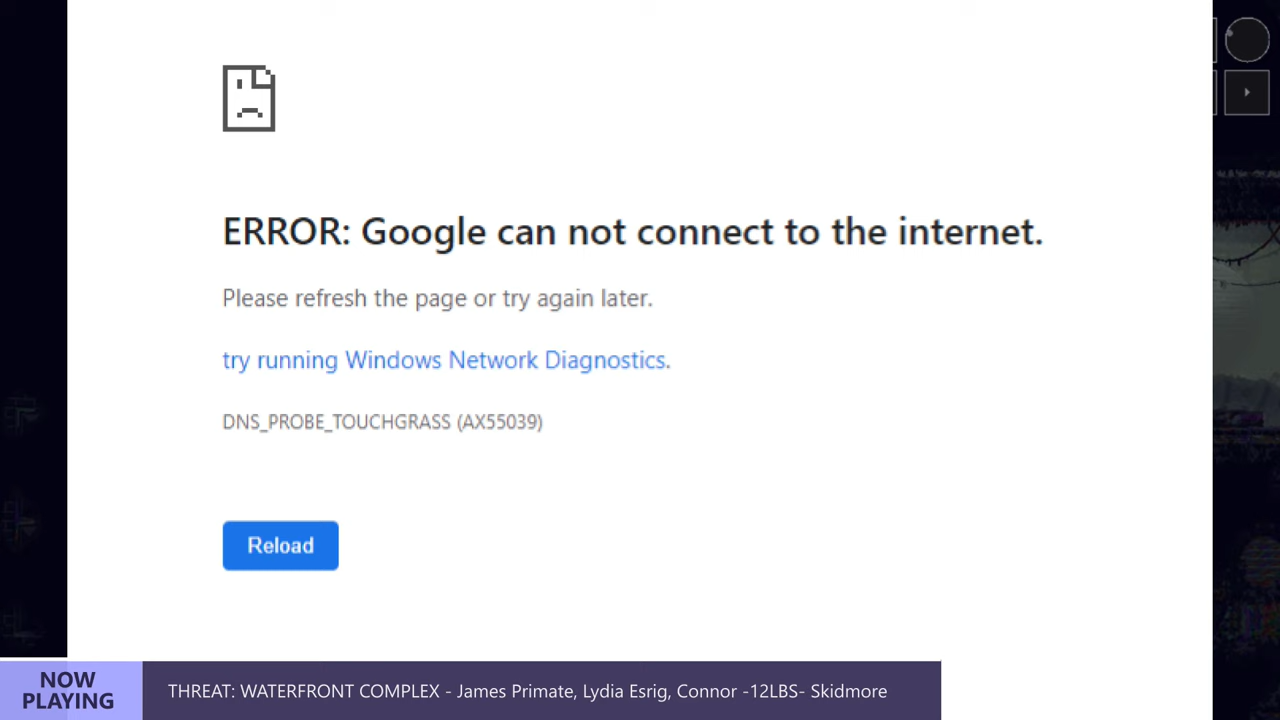 ERROR: Google can not connect to the internet.
Please refresh the page or try again later.
try running Windows Network Diagnostics.
DNS_PROBE_TOUCHGRASS (AX55039)
Reload
NOW
PLAYING
THREAT: WATERFRONT COMPLEX - James Primate, Lydia Esrig, Connor -12LBS- Skidmore